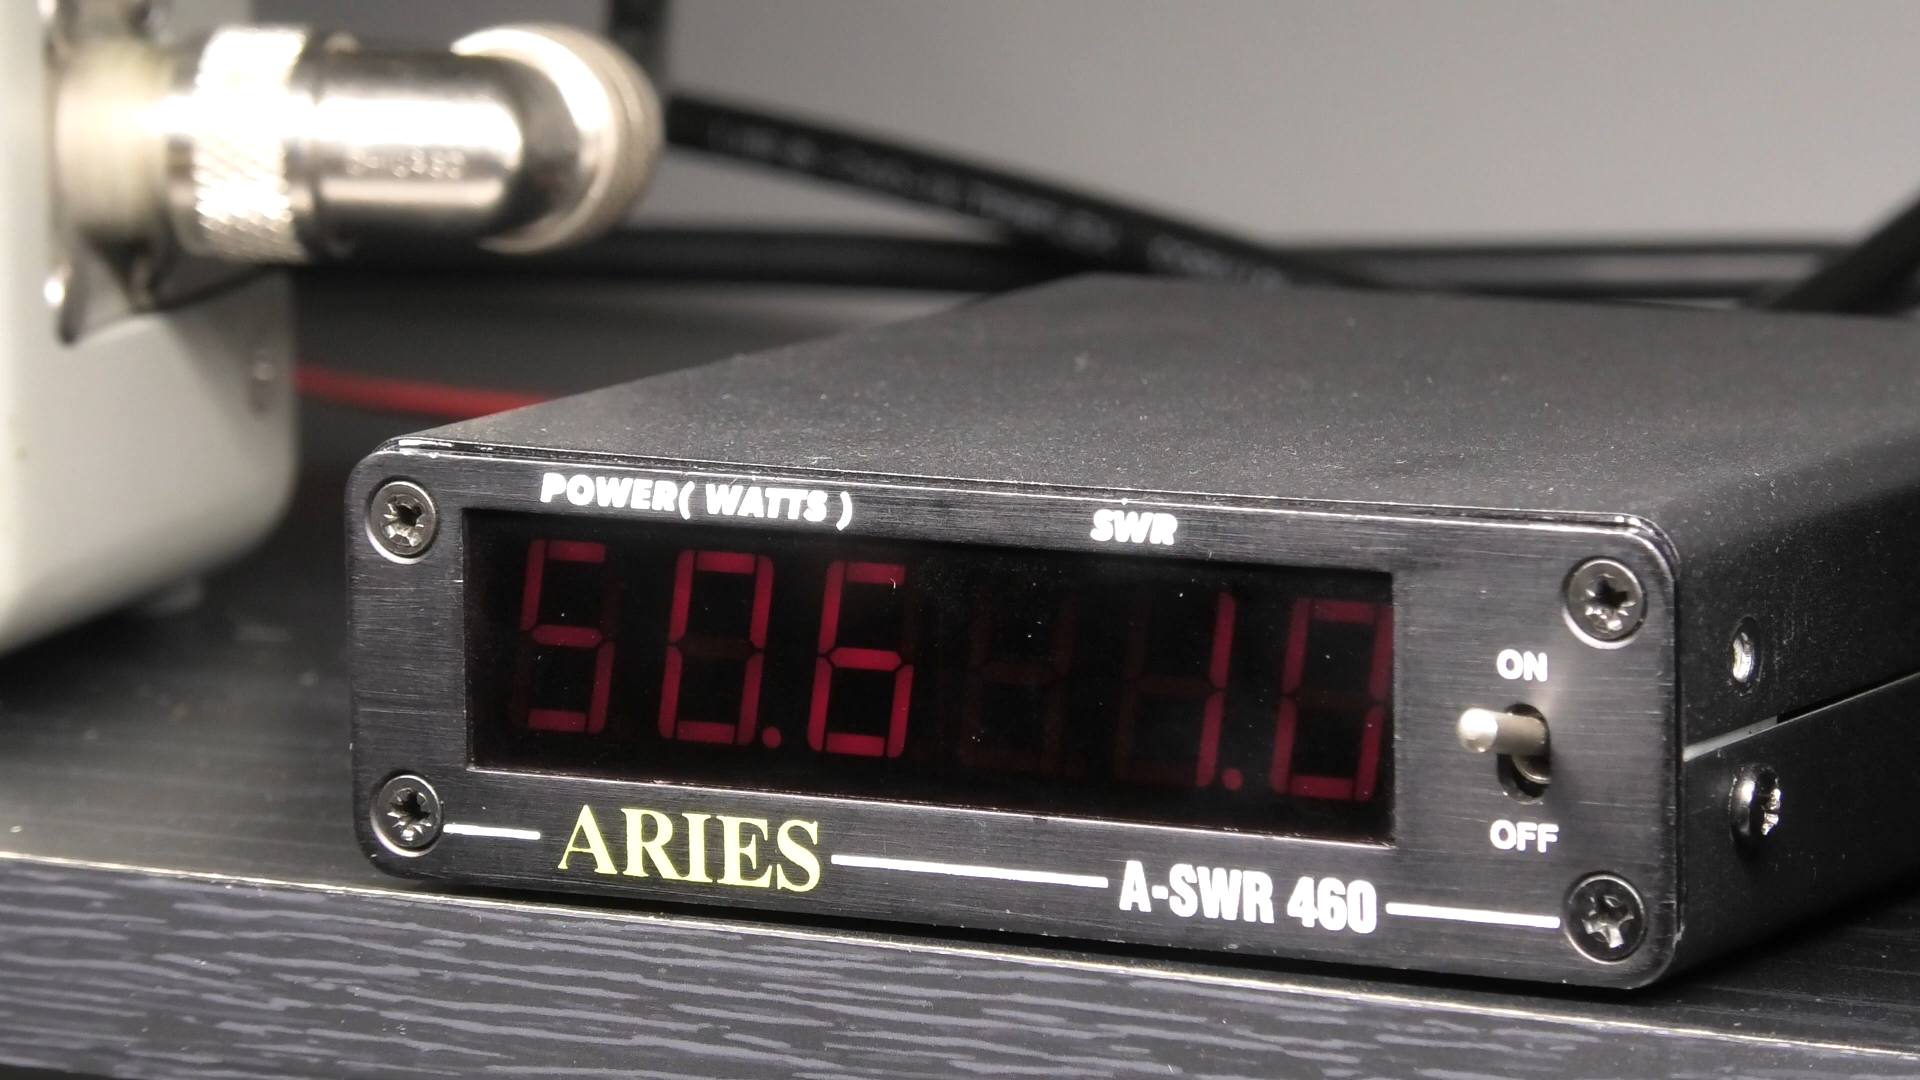 POWER( WATTS ) SWR
50.6 1.0
ON
OFF
ARIES
A-SWR 460